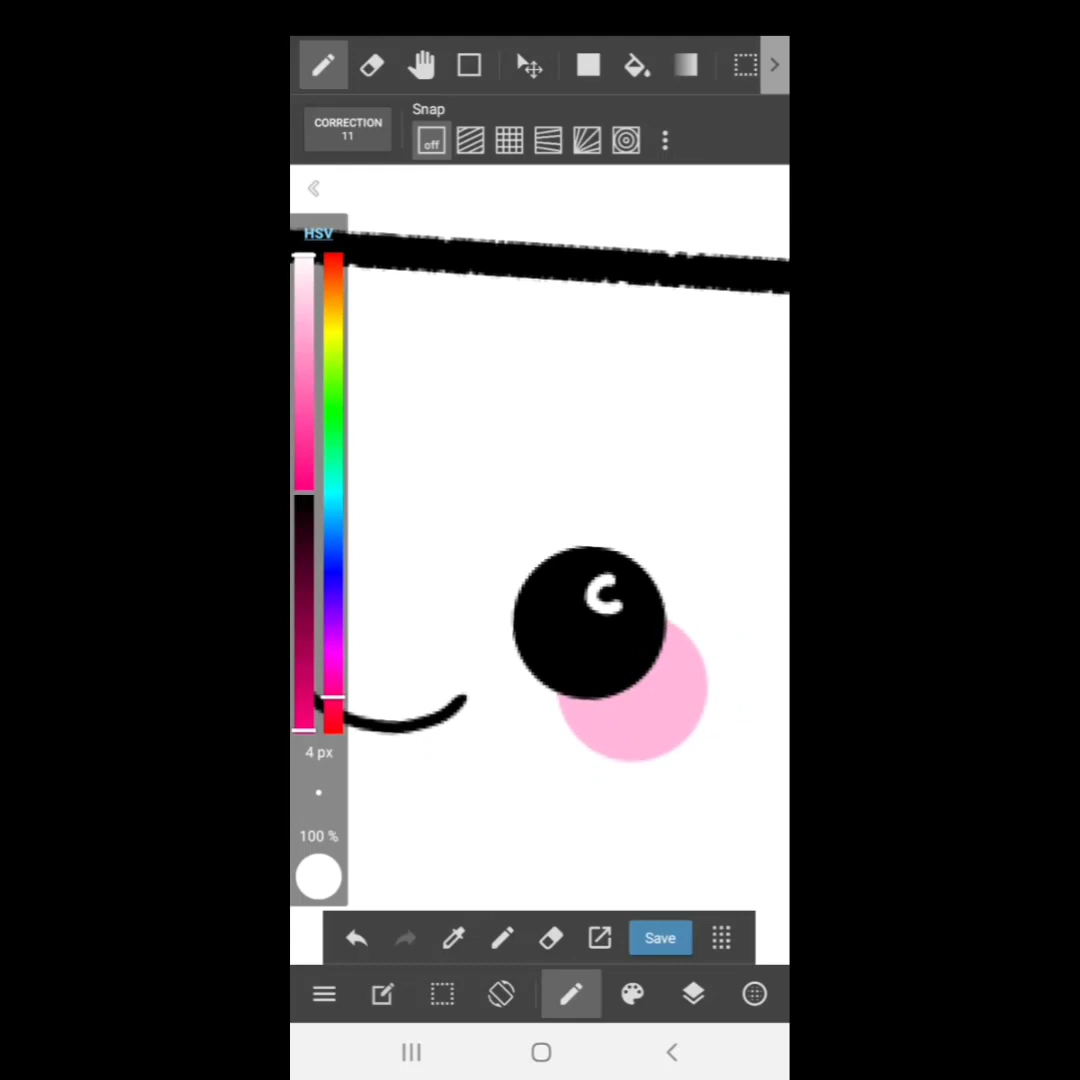 Snap
CORRECTION
11
off
HSV
4 px
100 %
Save